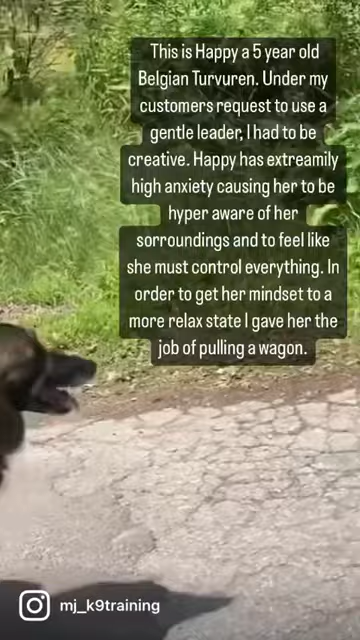 This is Happy a 5 year old
Belgian Turvuren. Under my
customers request to use a
gentle leader, I had to be
creative. Happy has extreamily
high anxiety causing her to be
hyper aware of her
sorroundings and to feel like
she must control everything. In
order to get her mindset to a
more relax state I gave her the
job of pulling a wagon.
mj_k9training